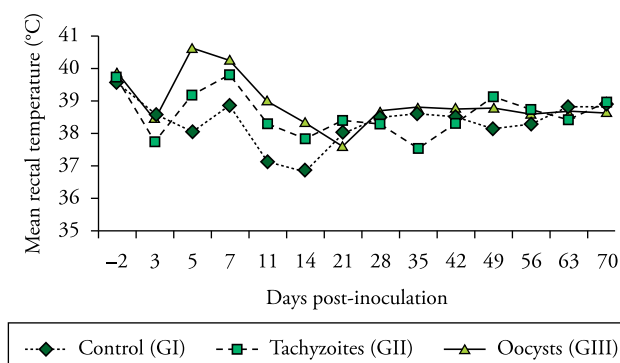 Mean rectal temperature (°C)
41
40
39
38
37
36
35
–2 3 5 7 11 14 21 28 35 42 49 56 63 70
Days post-inoculation
Control (GI) Tachyzoites (GII) Oocysts (GIII)